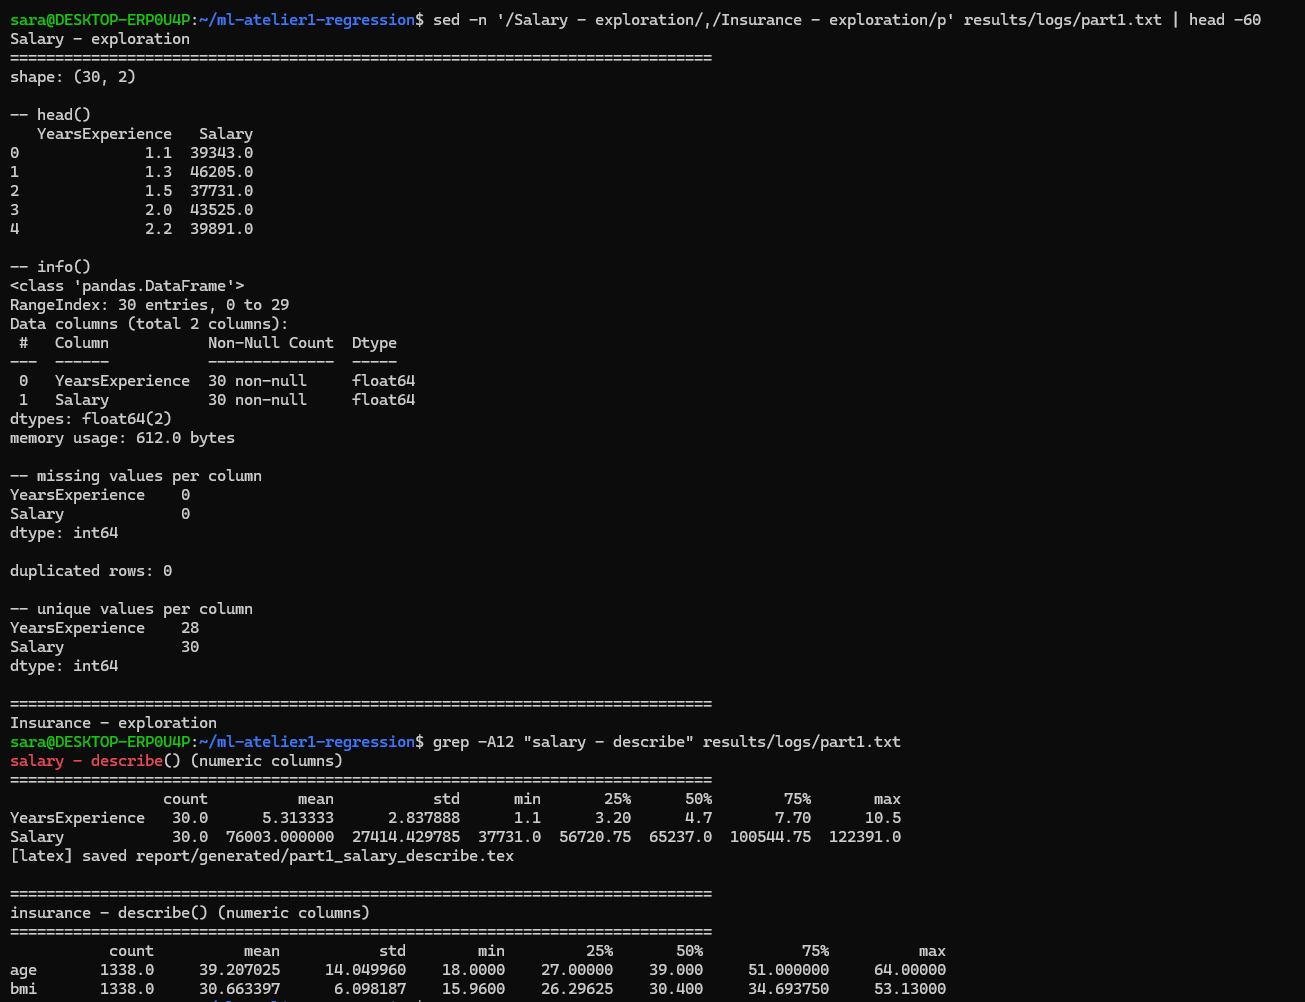 sara@DESKTOP-ERP0U4P:~/ml-atelier1-regression$ sed -n '/Salary - exploration/,/Insurance - exploration/p' results/logs/part1.txt | head -60
Salary - exploration
==============================================================================
shape: (30, 2)

-- head()
   YearsExperience   Salary
0              1.1  39343.0
1              1.3  46205.0
2              1.5  37731.0
3              2.0  43525.0
4              2.2  39891.0

-- info()
<class 'pandas.DataFrame'>
RangeIndex: 30 entries, 0 to 29
Data columns (total 2 columns):
 #   Column           Non-Null Count  Dtype
---  ------           --------------  -----
 0   YearsExperience  30 non-null     float64
 1   Salary           30 non-null     float64
dtypes: float64(2)
memory usage: 612.0 bytes

-- missing values per column
YearsExperience    0
Salary             0
dtype: int64

duplicated rows: 0

-- unique values per column
YearsExperience    28
Salary             30
dtype: int64

==============================================================================
Insurance - exploration
sara@DESKTOP-ERP0U4P:~/ml-atelier1-regression$ grep -A12 "salary - describe" results/logs/part1.txt
salary - describe() (numeric columns)
==============================================================================
                 count          mean           std      min       25%      50%        75%       max
YearsExperience   30.0      5.313333      2.837888      1.1      3.20      4.7       7.70      10.5
Salary            30.0  76003.000000  27414.429785  37731.0  56720.75  65237.0  100544.75  122391.0
[latex] saved report/generated/part1_salary_describe.tex

==============================================================================
insurance - describe() (numeric columns)
==============================================================================
           count          mean           std        min          25%     50%           75%          max
age       1338.0     39.207025     14.049960    18.0000     27.00000    39.000     51.000000     64.00000
bmi       1338.0     30.663397      6.098187    15.9600     26.29625    30.400     34.693750     53.13000